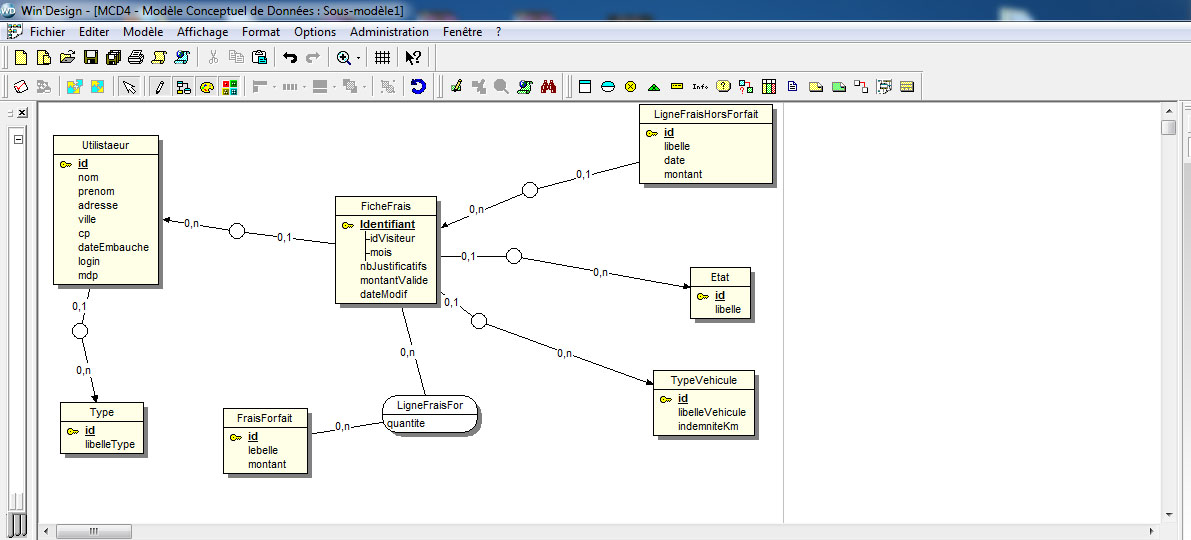 Win'Design - [MCD4 - Modèle Conceptuel de Données : Sous-modèle1]
Fichier Editer Modèle Affichage Format Options Administration Fenêtre ?
Info
LigneFraisHorsForfait
id
libelle
date
montant
0,1
0,n
Utilistaeur
id
nom
prenom
adresse
ville
cp
dateEmbauche
login
mdp
0,n
0,1
FicheFrais
Identifiant
idVisiteur
mois
nbJustificatifs
montantValide
dateModif
0,1
0,n
Etat
id
libelle
0,1
0,n
TypeVehicule
id
libelleVehicule
indemniteKm
0,1
0,n
Type
id
libelleType
0,n
LigneFraisFor
quantite
0,n
FraisForfait
id
lebelle
montant